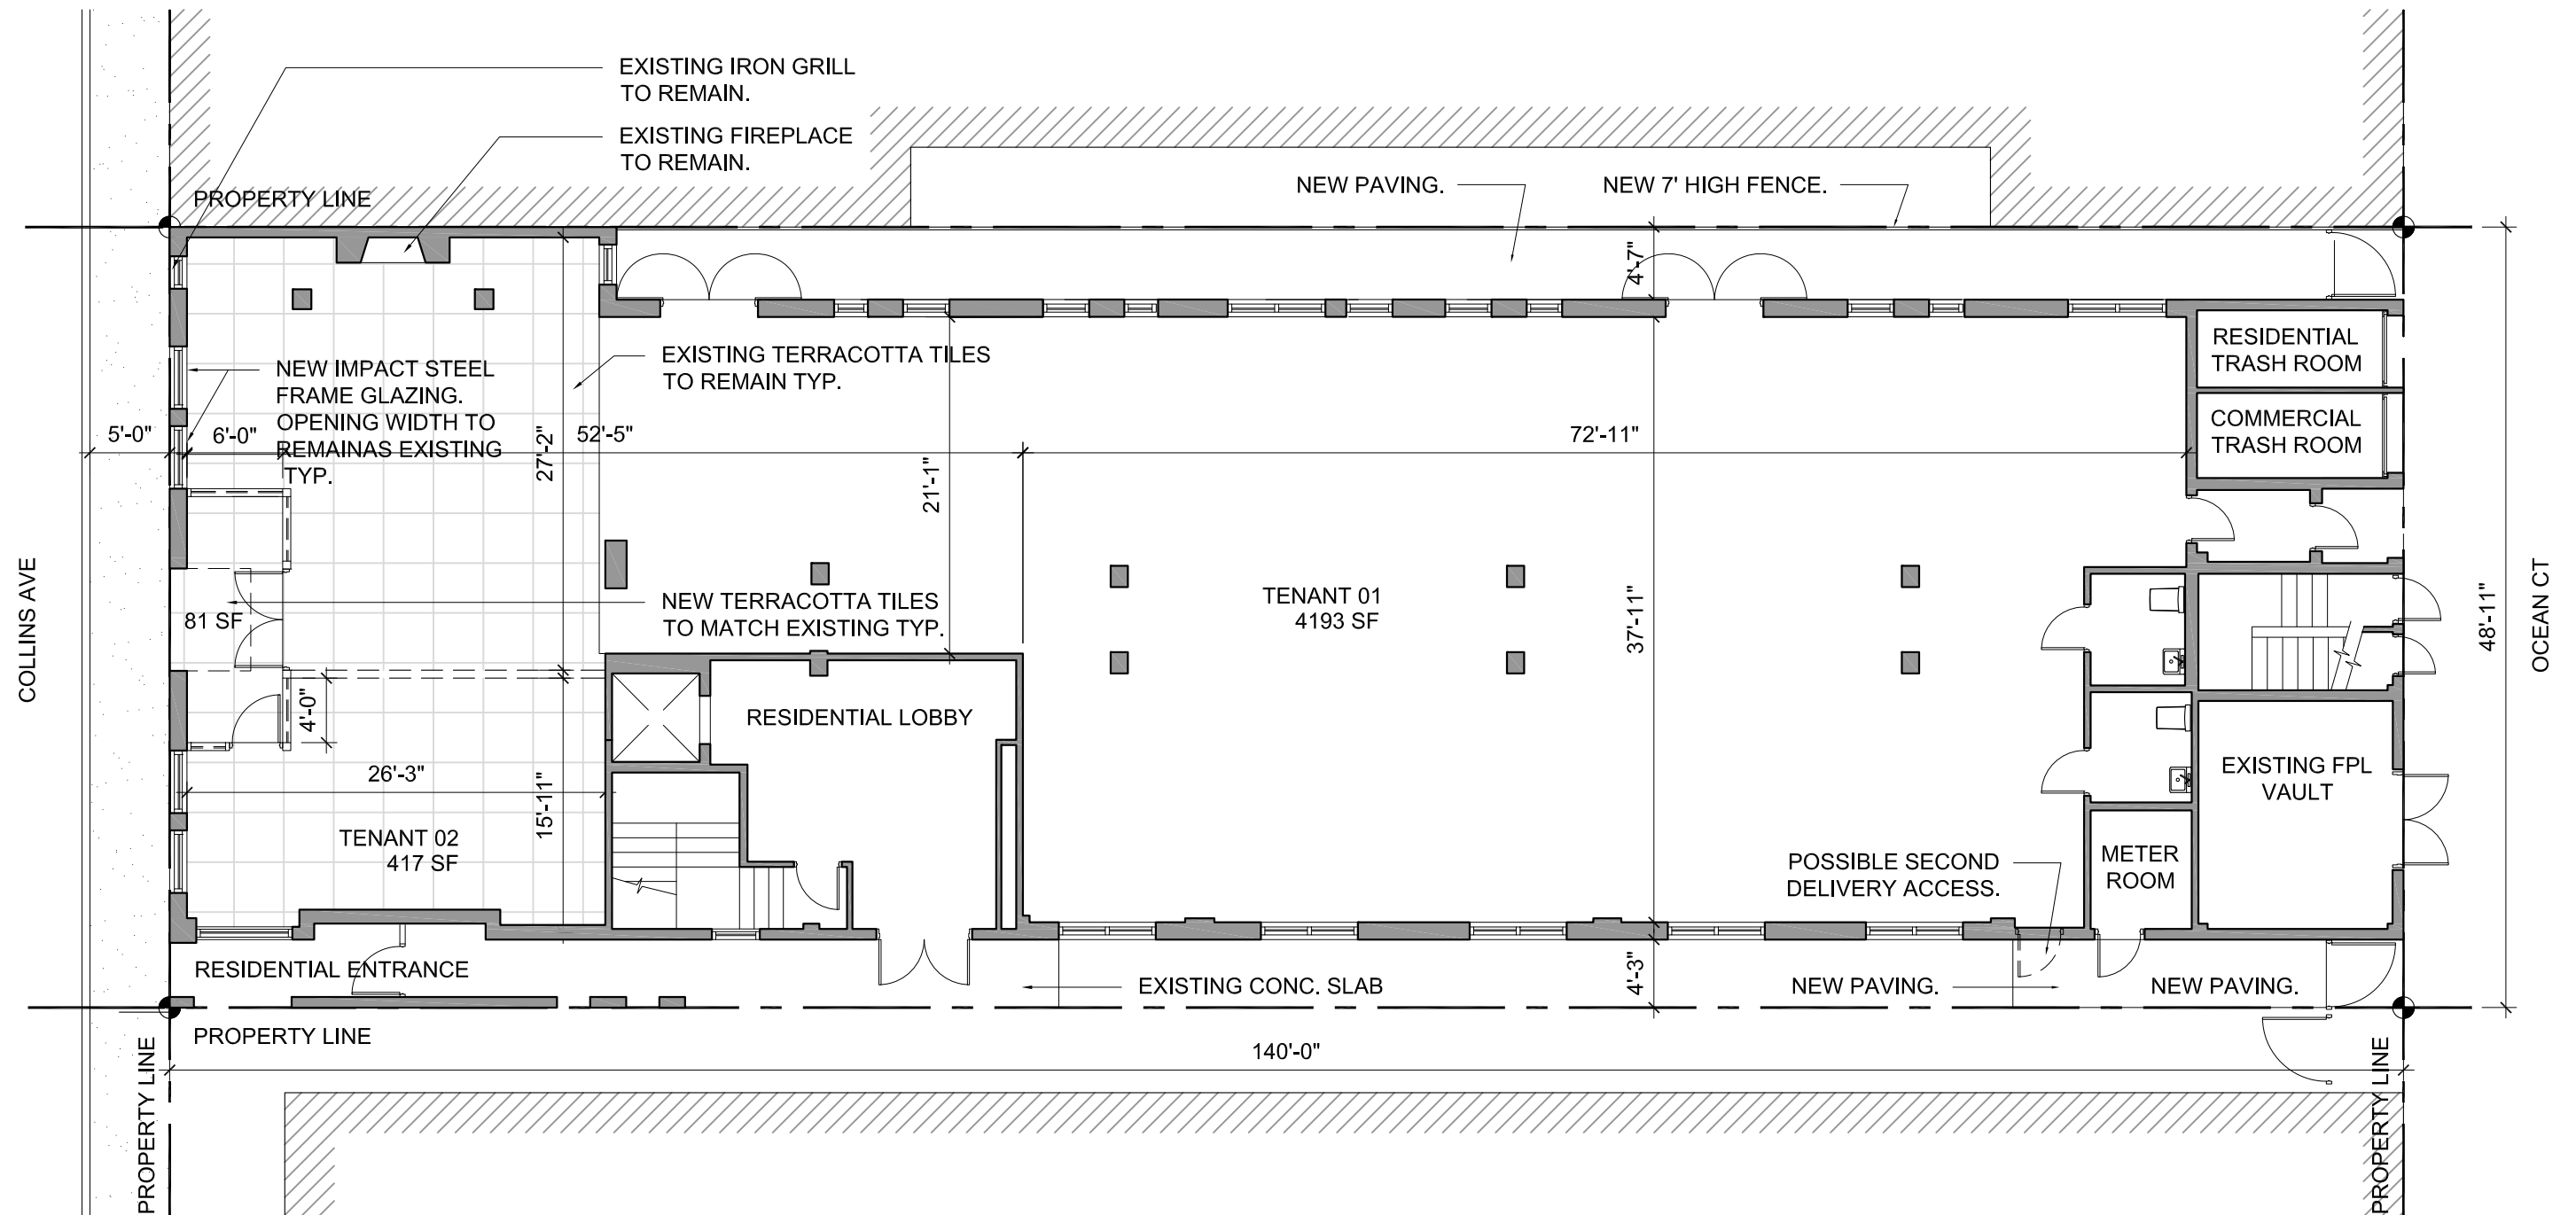 EXISTING IRON GRILL
TO REMAIN.
EXISTING FIREPLACE
TO REMAIN.
PROPERTY LINE
NEW PAVING.
NEW 7' HIGH FENCE.
4'-7"
EXISTING TERRACOTTA TILES
TO REMAIN TYP.
NEW IMPACT STEEL
FRAME GLAZING.
OPENING WIDTH TO
REMAINAS EXISTING
TYP.
RESIDENTIAL
TRASH ROOM
COMMERCIAL
TRASH ROOM
5'-0"
6'-0"
27'-2"
52'-5"
21'-1"
72'-11"
COLLINS AVE
81 SF
NEW TERRACOTTA TILES
TO MATCH EXISTING TYP.
TENANT 01
4193 SF
37'-11"
48'-11"
OCEAN CT
4'-0"
RESIDENTIAL LOBBY
26'-3"
15'-11"
TENANT 02
417 SF
EXISTING FPL
VAULT
METER
ROOM
POSSIBLE SECOND
DELIVERY ACCESS.
RESIDENTIAL ENTRANCE
EXISTING CONC. SLAB
4'-3"
NEW PAVING.
NEW PAVING.
PROPERTY LINE
140'-0"
PROPERTY LINE
PROPERTY LINE